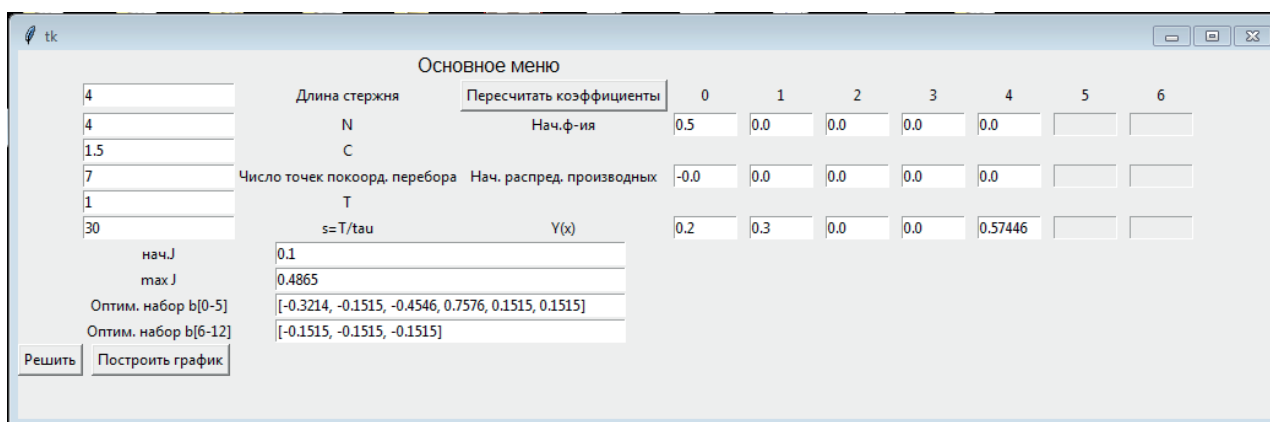 tk
Основное меню
4 Длина стержня Пересчитать коэффициенты 0 1 2 3 4 5 6
4 N Нач.ф-ия 0.5 0.0 0.0 0.0 0.0
1.5 C
7 Число точек покоорд. перебора Нач. распред. производных -0.0 0.0 0.0 0.0 0.0
1 T
30 s=T/tau Y(x) 0.2 0.3 0.0 0.0 0.57446
нач.J 0.1
max J 0.4865
Оптим. набор b[0-5] [-0.3214, -0.1515, -0.4546, 0.7576, 0.1515, 0.1515]
Оптим. набор b[6-12] [-0.1515, -0.1515, -0.1515]
Решить Построить график